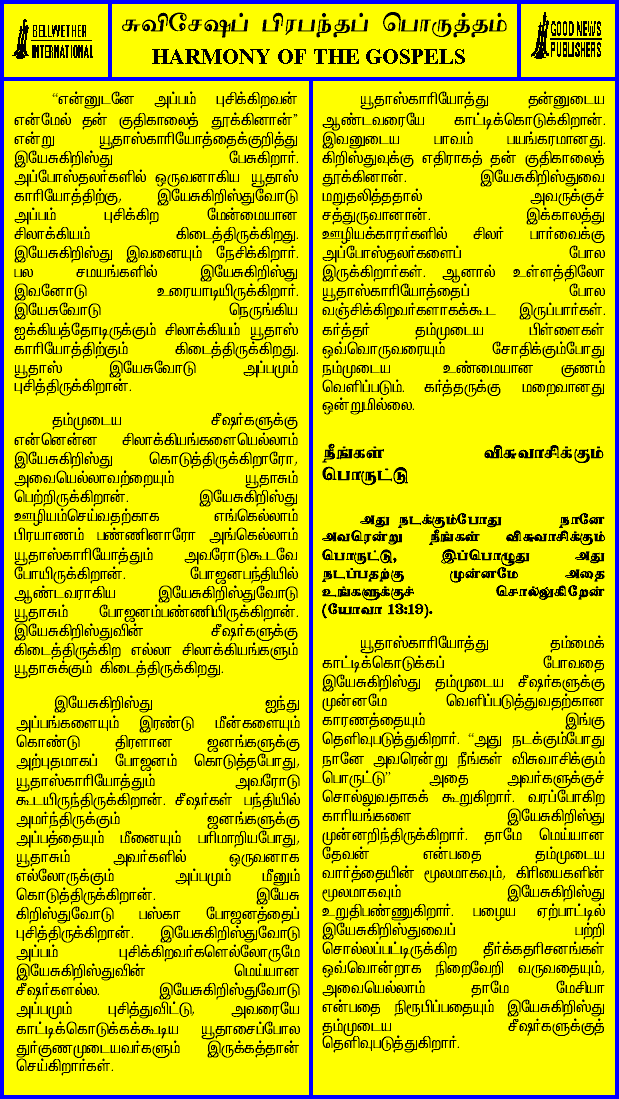 BELLWETHER
INTERNATIONAL
சுவிசேஷப் பிரபந்தப் பொருத்தம்
HARMONY OF THE GOSPELS
GOOD NEWS
PUBLISHERS
“என்னுடனே அப்பம் புசிக்கிறவன்
என்மேல் தன் குதிகாலைத் தூக்கினான்”
என்று யூதாஸ்காரியோத்தைக்குறித்து
இயேசுகிறிஸ்து பேசுகிறார்.
அப்போஸ்தலர்களில் ஒருவனாகிய யூதாஸ்
காரியோத்திற்கு, இயேசுகிறிஸ்துவோடு
அப்பம் புசிக்கிற மேன்மையான
சிலாக்கியம் கிடைத்திருக்கிறது.
இயேசுகிறிஸ்து இவனையும் நேசிக்கிறார்.
பல சமயங்களில் இயேசுகிறிஸ்து
இவனோடு உரையாடியிருக்கிறார்.
இயேசுவோடு நெருங்கிய
ஐக்கியத்தோடிருக்கும் சிலாக்கியம் யூதாஸ்
காரியோத்திற்கும் கிடைத்திருக்கிறது.
யூதாஸ் இயேசுவோடு அப்பமும்
புசித்திருக்கிறான்.
தம்முடைய சீஷர்களுக்கு
என்னென்ன சிலாக்கியங்களையெல்லாம்
இயேசுகிறிஸ்து கொடுத்திருக்கிறாரோ,
அவையெல்லாவற்றையும் யூதாசும்
பெற்றிருக்கிறான். இயேசுகிறிஸ்து
ஊழியம்செய்வதற்காக எங்கெல்லாம்
பிரயாணம் பண்ணினாரோ அங்கெல்லாம்
யூதாஸ்காரியோத்தும் அவரோடுகூடவே
போயிருக்கிறான். போஜனபந்தியில்
ஆண்டவராகிய இயேசுகிறிஸ்துவோடு
யூதாசும் போஜனம்பண்ணியிருக்கிறான்.
இயேசுகிறிஸ்துவின் சீஷர்களுக்கு
கிடைத்திருக்கிற எல்லா சிலாக்கியங்களும்
யூதாசுக்கும் கிடைத்திருக்கிறது.
இயேசுகிறிஸ்து ஐந்து
அப்பங்களையும் இரண்டு மீன்களையும்
கொண்டு திரளான ஜனங்களுக்கு
அற்புதமாகப் போஜனம் கொடுத்தபோது,
யூதாஸ்காரியோத்தும் அவரோடு
கூடயிருந்திருக்கிறான். சீஷர்கள் பந்தியில்
அமர்ந்திருக்கும் ஜனங்களுக்கு
அப்பத்தையும் மீனையும் பரிமாறியபோது,
யூதாசும் அவர்களில் ஒருவனாக
எல்லோருக்கும் அப்பமும் மீனும்
கொடுத்திருக்கிறான். இயேசு
கிறிஸ்துவோடு பஸ்கா போஜனத்தைப்
புசித்திருக்கிறான். இயேசுகிறிஸ்துவோடு
அப்பம் புசிக்கிறவர்களெல்லோருமே
இயேசுகிறிஸ்துவின் மெய்யான
சீஷர்களல்ல. இயேசுகிறிஸ்துவோடு
அப்பமும் புசித்துவிட்டு, அவரையே
காட்டிக்கொடுக்கக்கூடிய யூதாசைப்போல
துர்குணமுடையவர்களும் இருக்கத்தான்
செய்கிறார்கள்.
யூதாஸ்காரியோத்து தன்னுடைய
ஆண்டவரையே காட்டிக்கொடுக்கிறான்.
இவனுடைய பாவம் பயங்கரமானது.
கிறிஸ்துவுக்கு எதிராகத் தன் குதிகாலைத்
தூக்கினான். இயேசுகிறிஸ்துவை
மறுதலித்ததால் அவருக்குச்
சத்துருவானான். இக்காலத்து
ஊழியக்காரர்களில் சிலர் பார்வைக்கு
அப்போஸ்தலர்களைப் போல
இருக்கிறார்கள். ஆனால் உள்ளத்திலோ
யூதாஸ்காரியோத்தைப் போல
வஞ்சிக்கிறவர்களாகக்கூட இருப்பார்கள்.
கர்த்தர் தம்முடைய பிள்ளைகள்
ஒவ்வொருவரையும் சோதிக்கும்போது
நம்முடைய உண்மையான குணம்
வெளிப்படும். கர்த்தருக்கு மறைவானது
ஒன்றுமில்லை.
நீங்கள் விசுவாசிக்கும்
பொருட்டு
அது நடக்கும்போது நானே
அவரென்று நீங்கள் விசுவாசிக்கும்
பொருட்டு, இப்பொழுது அது
நடப்பதற்கு முன்னமே அதை
உங்களுக்குச் சொல்லுகிறேன்
(யோவா 13:19).
யூதாஸ்காரியோத்து தம்மைக்
காட்டிக்கொடுக்கப் போவதை
இயேசுகிறிஸ்து தம்முடைய சீஷர்களுக்கு
முன்னமே வெளிப்படுத்துவதற்கான
காரணத்தையும் இங்கு
தெளிவுபடுத்துகிறார். “அது நடக்கும்போது
நானே அவரென்று நீங்கள் விசுவாசிக்கும்
பொருட்டு” அதை அவர்களுக்குச்
சொல்லுவதாகக் கூறுகிறார். வரப்போகிற
காரியங்களை இயேசுகிறிஸ்து
முன்னறிந்திருக்கிறார். தாமே மெய்யான
தேவன் என்பதை தம்முடைய
வார்த்தையின் மூலமாகவும், கிரியைகளின்
மூலமாகவும் இயேசுகிறிஸ்து
உறுதிபண்ணுகிறார். பழைய ஏற்பாட்டில்
இயேசுகிறிஸ்துவைப் பற்றி
சொல்லப்பட்டிருக்கிற தீர்க்கதரிசனங்கள்
ஒவ்வொன்றாக நிறைவேறி வருவதையும்,
அவையெல்லாம் தாமே மேசியா
என்பதை நிரூபிப்பதையும் இயேசுகிறிஸ்து
தம்முடைய சீஷர்களுக்குத்
தெளிவுபடுத்துகிறார்.